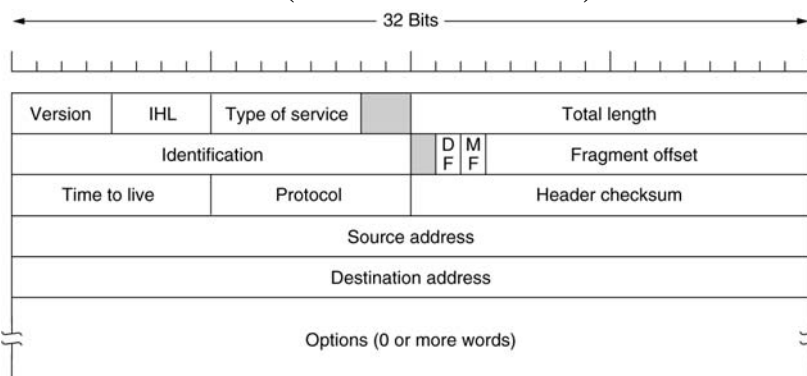 32 Bits
Version IHL Type of service Total length
Identification D F M F Fragment offset
Time to live Protocol Header checksum
Source address
Destination address
Options (0 or more words)